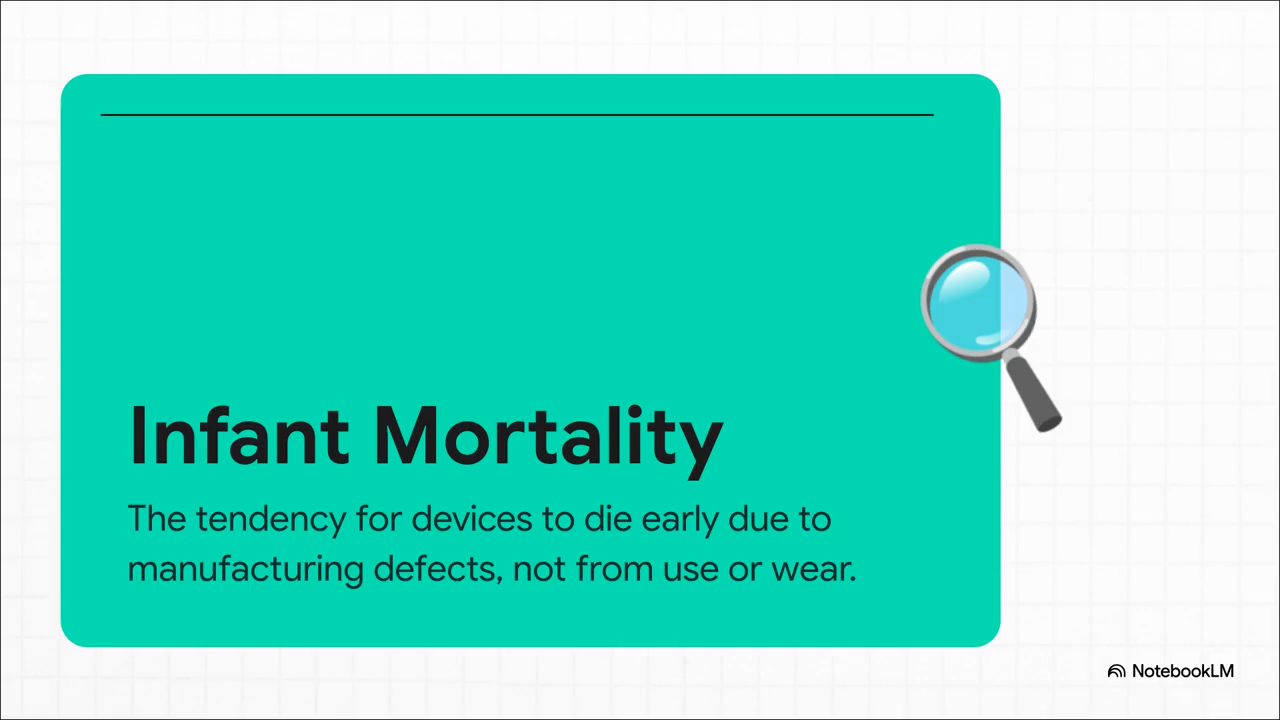 Infant Mortality
The tendency for devices to die early due to
manufacturing defects, not from use or wear.
NotebookLM